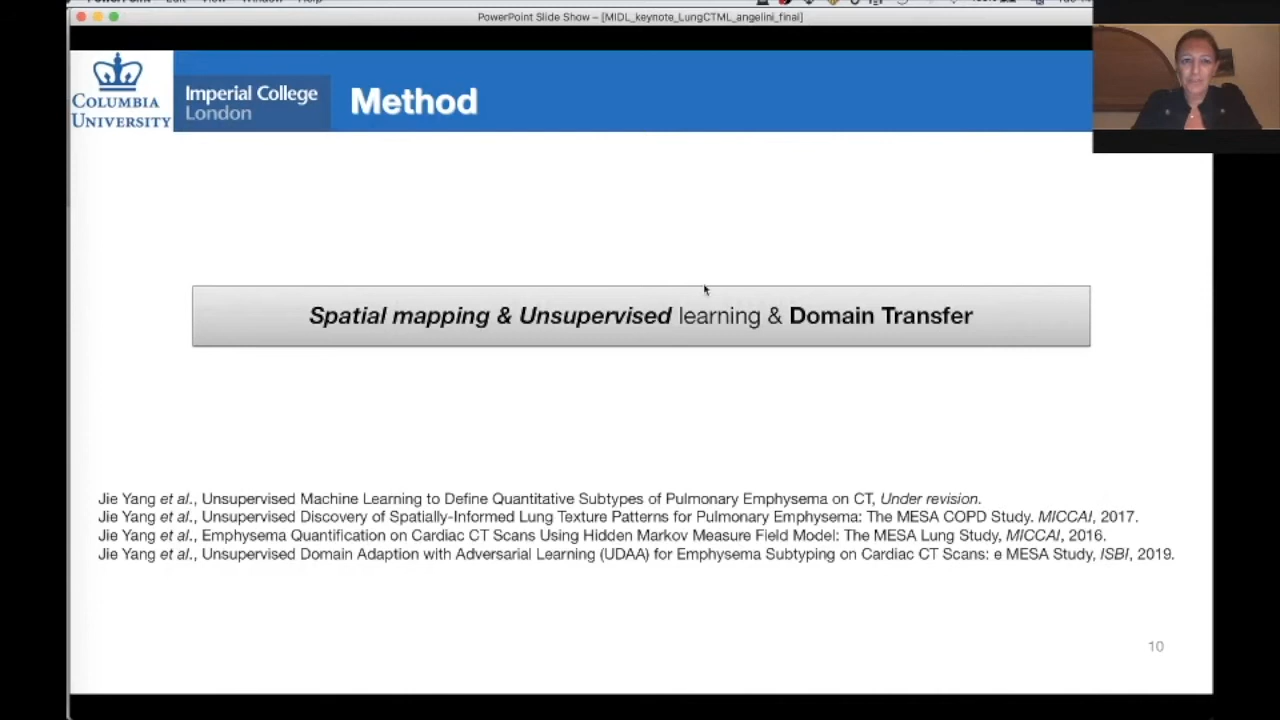 PowerPoint Edit View Window Help
PowerPoint Slide Show – [MIDL_keynote_LungCTML_angelini_final]
COLUMBIA
UNIVERSITY
Imperial College
London
Method
Spatial mapping & Unsupervised learning & Domain Transfer
Jie Yang et al., Unsupervised Machine Learning to Define Quantitative Subtypes of Pulmonary Emphysema on CT, Under revision.
Jie Yang et al., Unsupervised Discovery of Spatially-Informed Lung Texture Patterns for Pulmonary Emphysema: The MESA COPD Study. MICCAI, 2017.
Jie Yang et al., Emphysema Quantification on Cardiac CT Scans Using Hidden Markov Measure Field Model: The MESA Lung Study, MICCAI, 2016.
Jie Yang et al., Unsupervised Domain Adaption with Adversarial Learning (UDAA) for Emphysema Subtyping on Cardiac CT Scans: e MESA Study, ISBI, 2019.
10